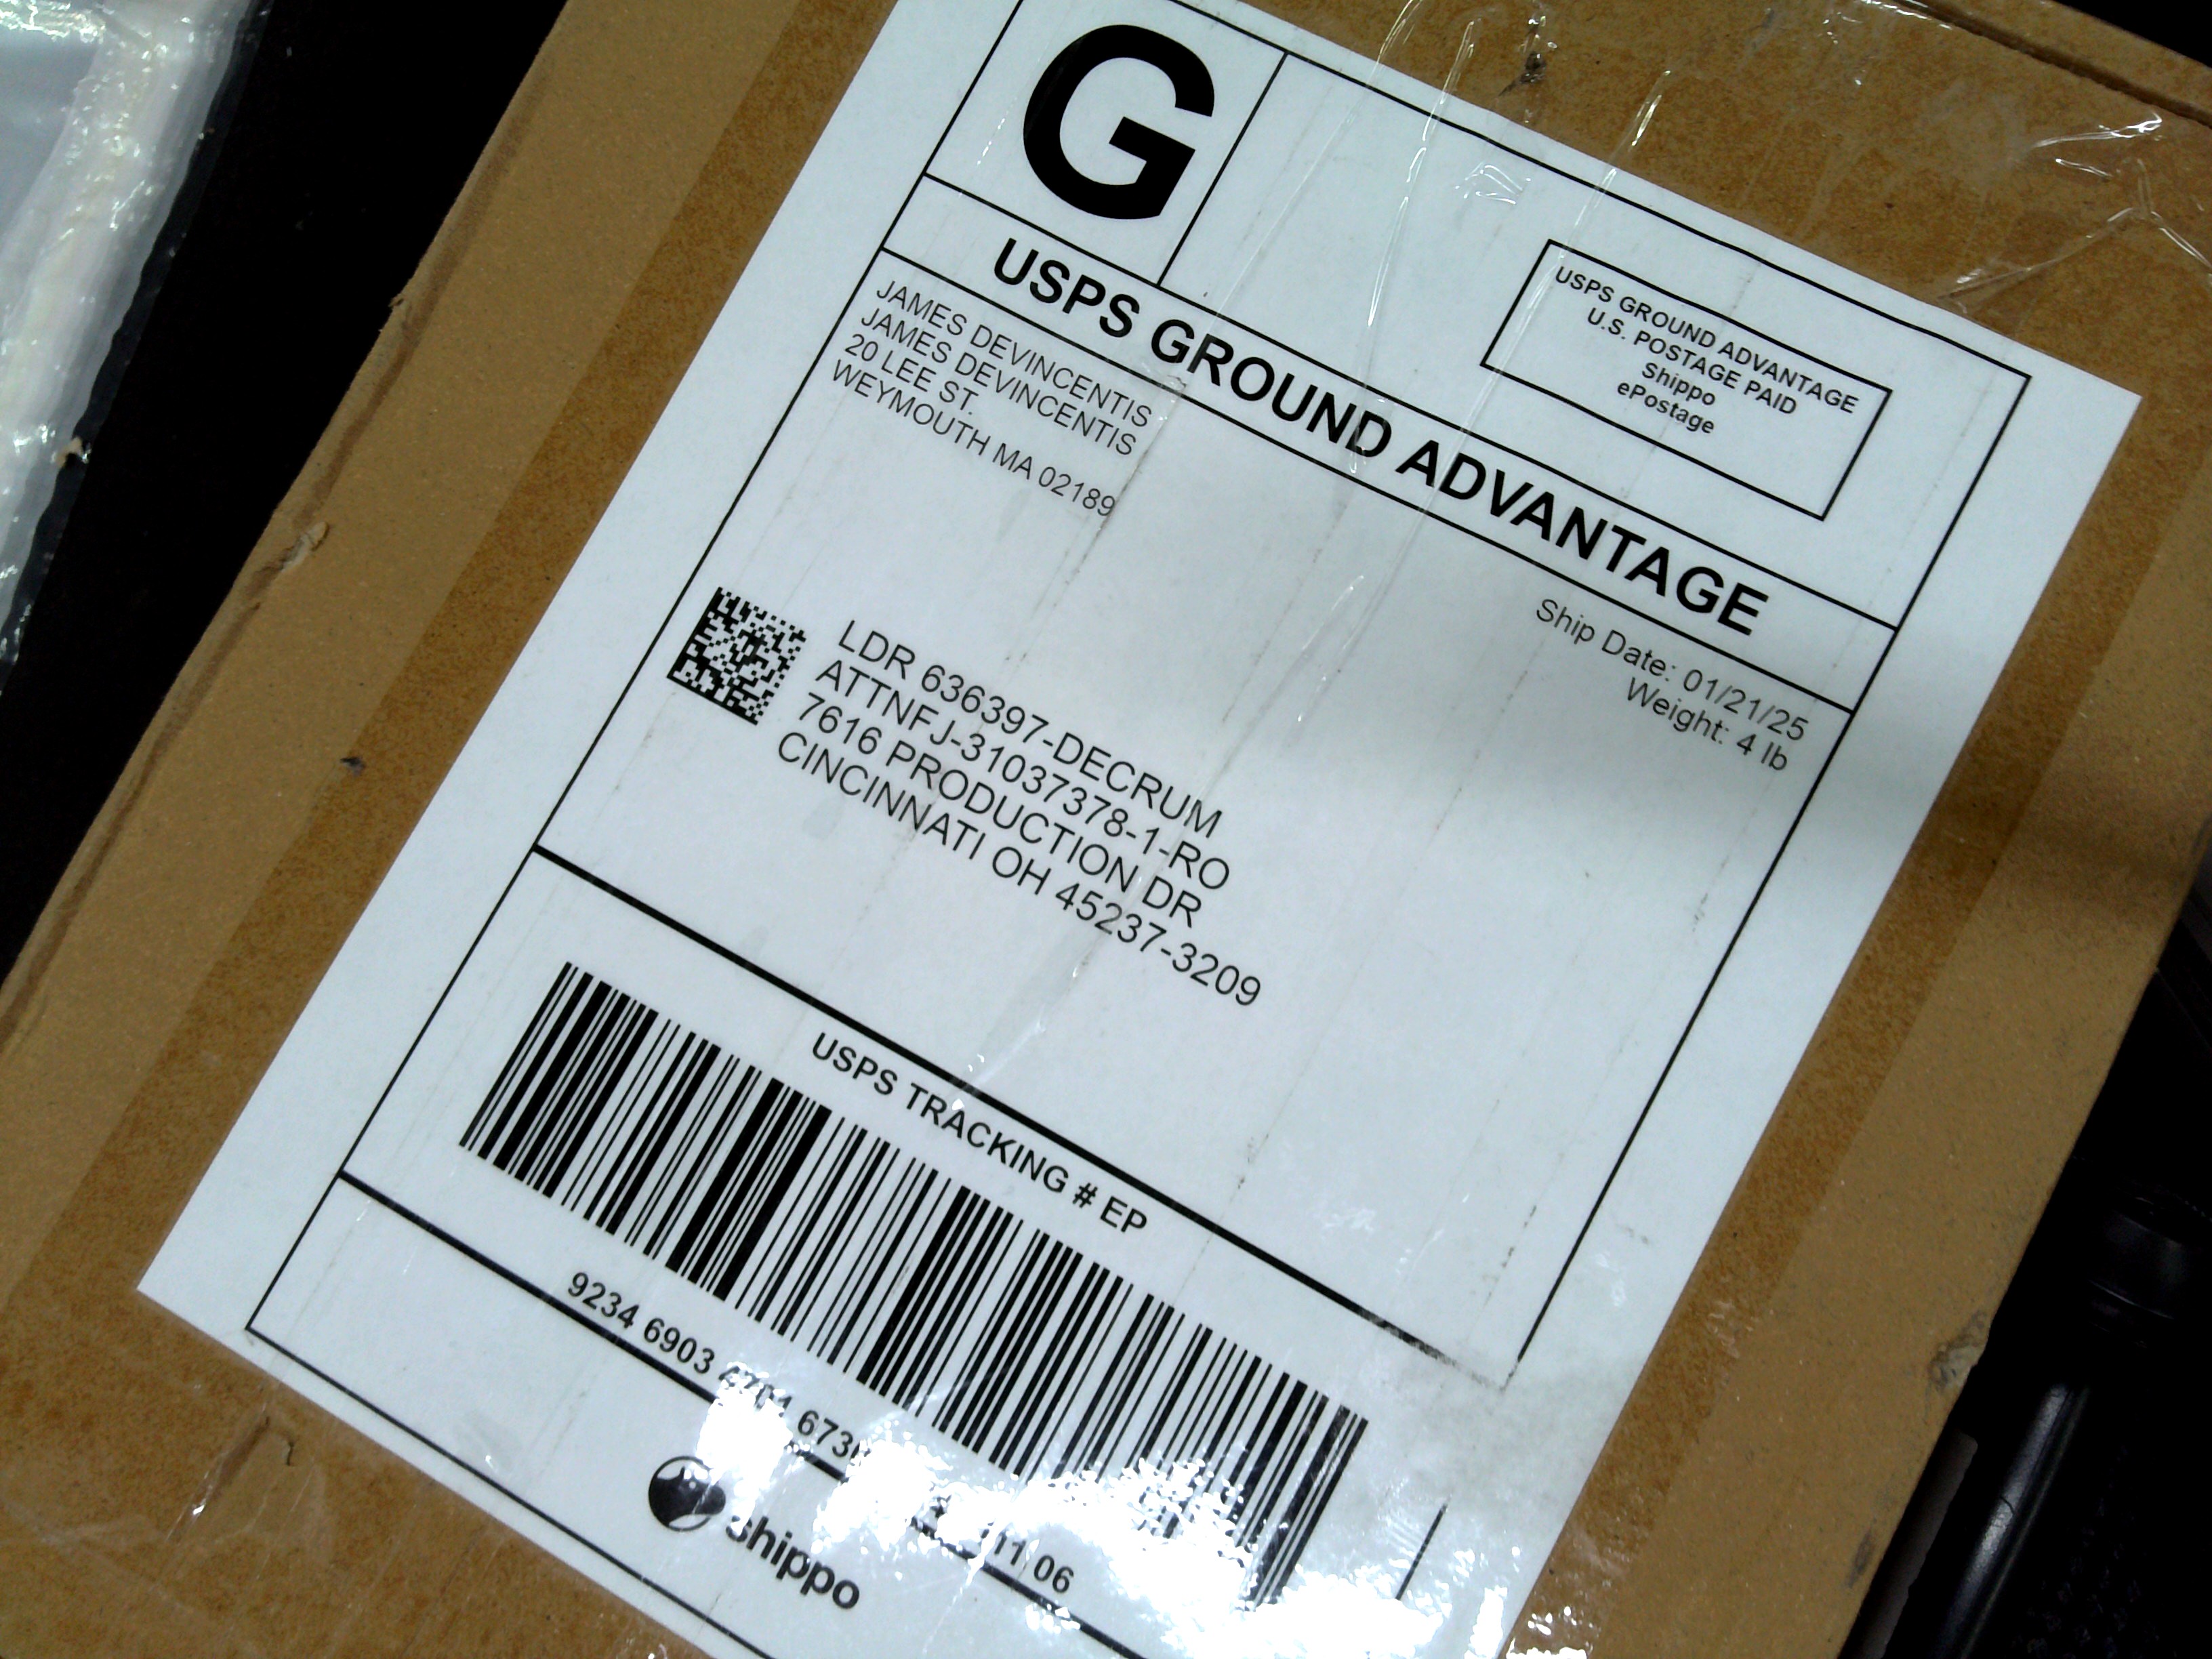 G
USPS GROUND ADVANTAGE
U.S. POSTAGE PAID
Shippo
ePostage
USPS GROUND ADVANTAGE
JAMES DEVINCENTIS
JAMES DEVINCENTIS
20 LEE ST.
WEYMOUTH MA 02189
Ship Date: 01/21/25
Weight: 4 lb
LDR 636397-DECRUM
ATTNFJ-31037378-1-RO
7616 PRODUCTION DR
CINCINNATI OH 45237-3209
USPS TRACKING # EP
9234 6903 06
shippo